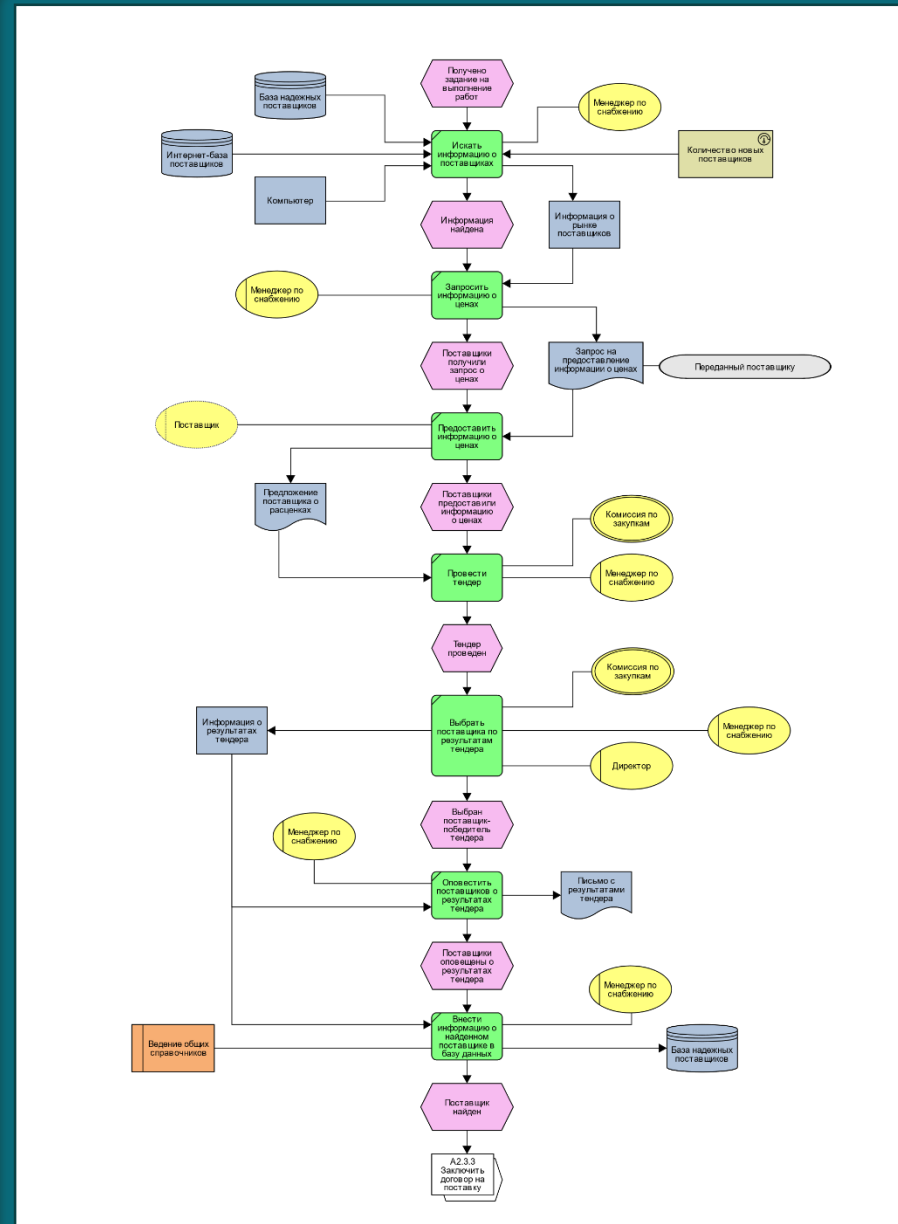 Получено
задание на
выполнение
работ
База надежных
поставщиков
Менеджер по
снабжению
Искать
информацию о
поставщиках
Интернет-база
поставщиков
Количество новых
поставщиков
Компьютер
Информация
найдена
Информация о
рынке
поставщиков
Менеджер по
снабжению
Запросить
информацию о
ценах
Поставщики
получили
запрос о
ценах
Запрос на
предоставление
информации о ценах
Переданный поставщику
Поставщик
Предоставить
информацию о
ценах
Предложение
поставщика о
расценках
Поставщики
предоставили
информацию
о ценах
Комиссия по
закупкам
Провести
тендер
Менеджер по
снабжению
Тендер
проведен
Комиссия по
закупкам
Информация о
результатах
тендера
Выбрать
поставщика по
результатам
тендера
Менеджер по
снабжению
Директор
Выбран
поставщик-
победитель
тендера
Менеджер по
снабжению
Оповестить
поставщиков о
результатах
тендера
Письмо с
результатами
тендера
Поставщики
оповещены о
результатах
тендера
Менеджер по
снабжению
Ведение общих
справочников
Внести
информацию о
найденном
поставщике в
базу данных
База надежных
поставщиков
Поставщик
найден
A2.3.3
Заключить
договор на
поставку